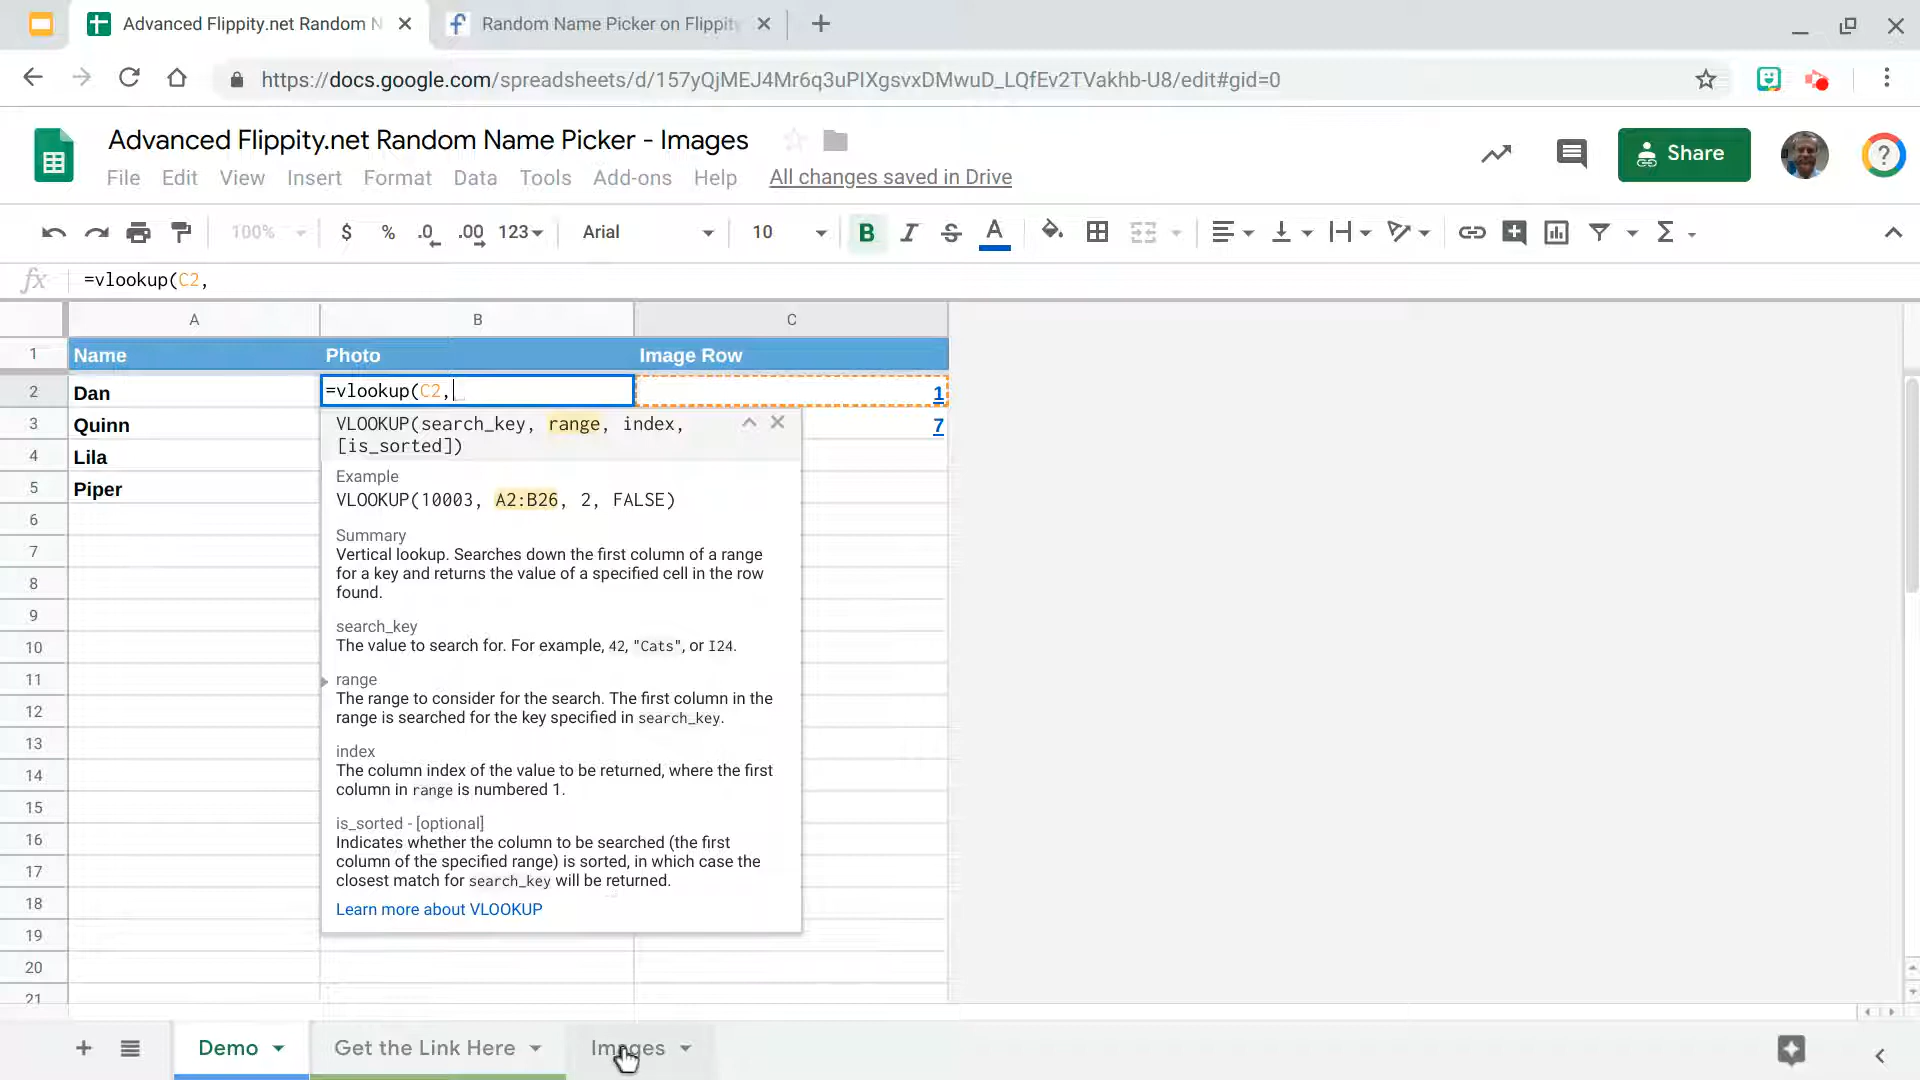 Advanced Flippity.net Random N
Random Name Picker on Flippity
https://docs.google.com/spreadsheets/d/157yQjMEJ4Mr6q3uPIXgsvxDMwuD_LQfEv2TVakhb-U8/edit#gid=0
Advanced Flippity.net Random Name Picker - Images
File Edit View Insert Format Data Tools Add-ons Help All changes saved in Drive
Share
100% $ % .0 .00 123 Arial 10 B I S A
fx =vlookup(C2,
A B C
1 Name Photo Image Row
2 Dan =vlookup(C2, 1
3 Quinn 7
4 Lila
5 Piper
6
7
8
9
10
11
12
13
14
15
16
17
18
19
20
21
VLOOKUP(search_key, range, index,
[is_sorted])
Example
VLOOKUP(10003, A2:B26, 2, FALSE)
Summary
Vertical lookup. Searches down the first column of a range
for a key and returns the value of a specified cell in the row
found.
search_key
The value to search for. For example, 42, "Cats", or I24.
range
The range to consider for the search. The first column in the
range is searched for the key specified in search_key.
index
The column index of the value to be returned, where the first
column in range is numbered 1.
is_sorted - [optional]
Indicates whether the column to be searched (the first
column of the specified range) is sorted, in which case the
closest match for search_key will be returned.
Learn more about VLOOKUP
Demo Get the Link Here Images